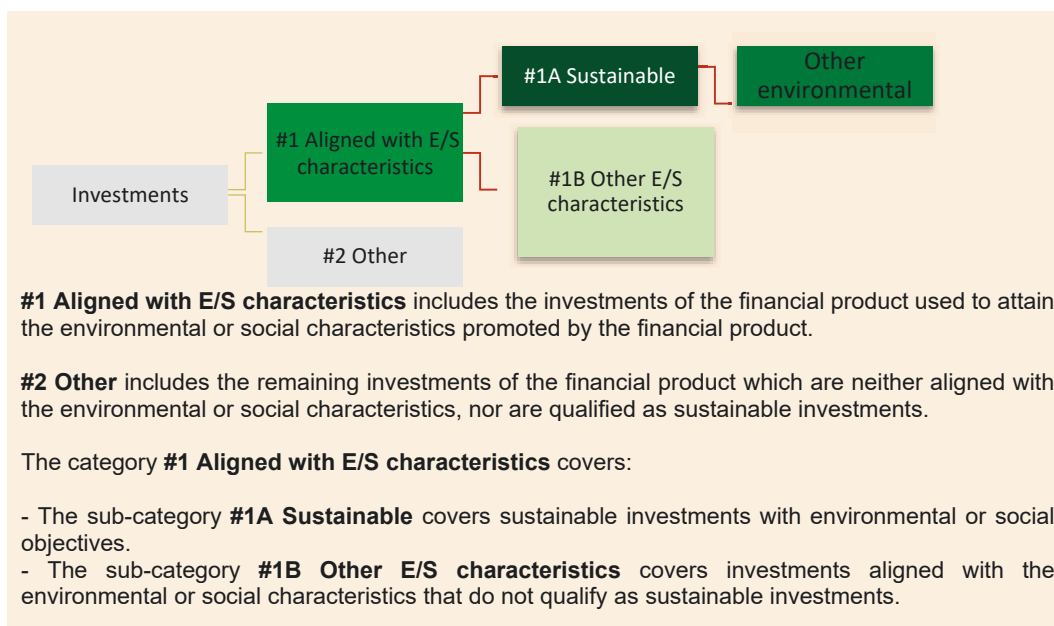 #1A Sustainable
Other
environmental
#1 Aligned with E/S
characteristics
#1B Other E/S
characteristics
Investments
#2 Other
#1 Aligned with E/S characteristics includes the investments of the financial product used to attain
the environmental or social characteristics promoted by the financial product.
#2 Other includes the remaining investments of the financial product which are neither aligned with
the environmental or social characteristics, nor are qualified as sustainable investments.
The category #1 Aligned with E/S characteristics covers:
- The sub-category #1A Sustainable covers sustainable investments with environmental or social
objectives.
- The sub-category #1B Other E/S characteristics covers investments aligned with the
environmental or social characteristics that do not qualify as sustainable investments.